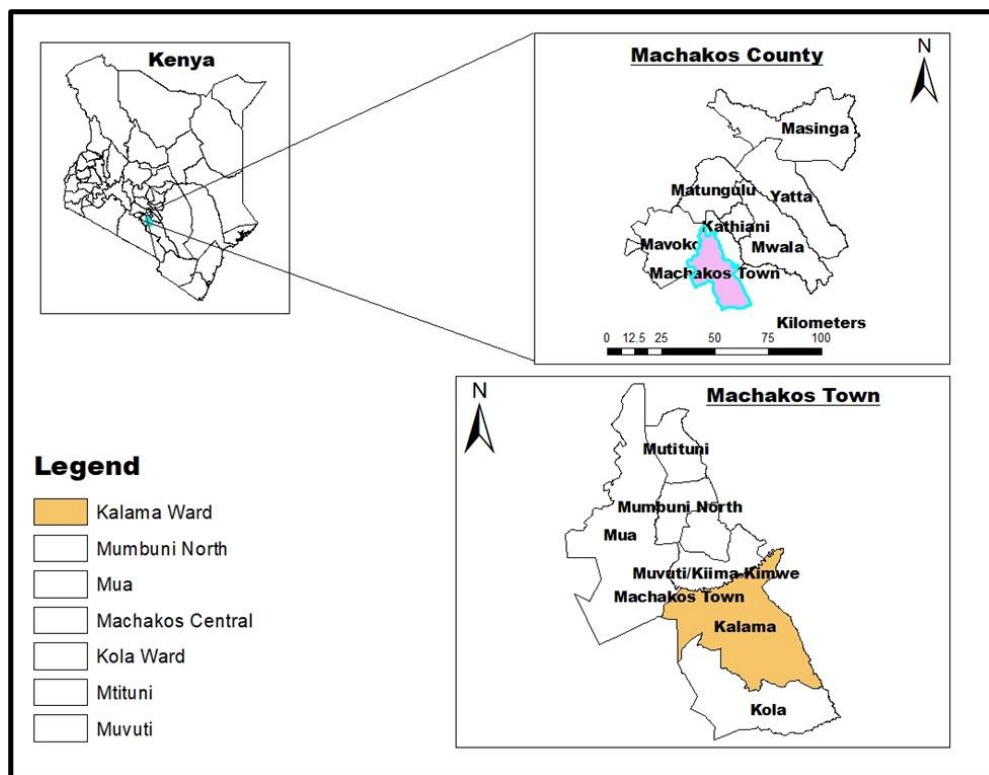 Kenya
Machakos County
N
Masinga
Matungulu
Yatta
Kathiani
Mavoko
Mwala
Machakos Town
Kilometers
0 12.5 25 50 75 100
N
Machakos Town
Mutituni
Mumbuni North
Mua
Muvuti/Kiima-Kimwe
Machakos Town
Kalama
Kola
Legend
Kalama Ward
Mumbuni North
Mua
Machakos Central
Kola Ward
Mtituni
Muvuti